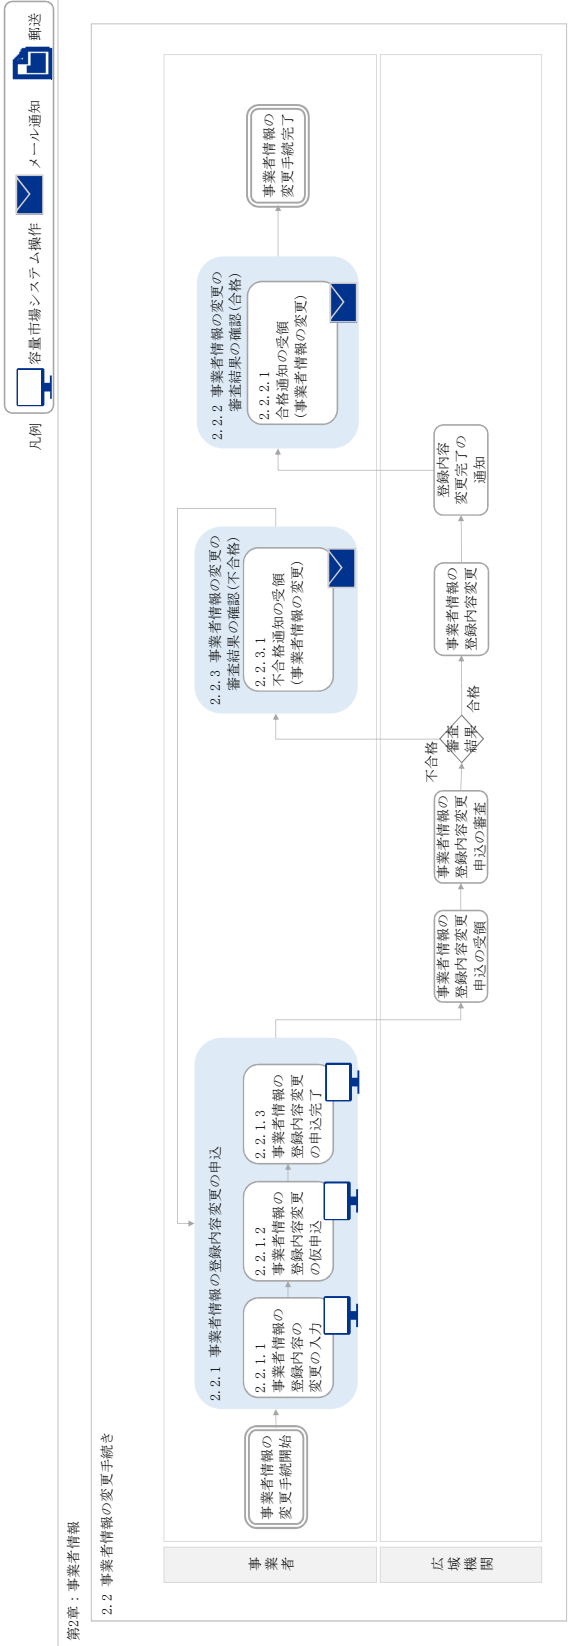 凡例
容量市場システム操作
メール通知
郵送
第2章：事業者情報
2.2 事業者情報の変更手続き
事業者
事業者情報の
変更手続開始
2.2.1 事業者情報の登録内容変更の申込
2.2.1.1
事業者情報の
登録内容の
変更の入力
2.2.1.2
事業者情報の
登録内容変更
の仮申込
2.2.1.3
事業者情報の
登録内容変更
の申込完了
2.2.3 事業者情報の変更の
審査結果の確認(不合格)
2.2.3.1
不合格通知の受領
(事業者情報の変更)
2.2.2 事業者情報の変更の
審査結果の確認(合格)
2.2.2.1
合格通知の受領
(事業者情報の変更)
事業者情報の
変更手続完了
広域機関
事業者情報の
登録内容変更
申込の受領
事業者情報の
登録内容変更
申込の審査
審査
結果
不合格
合格
事業者情報の
登録内容変更
登録内容
変更完了の
通知